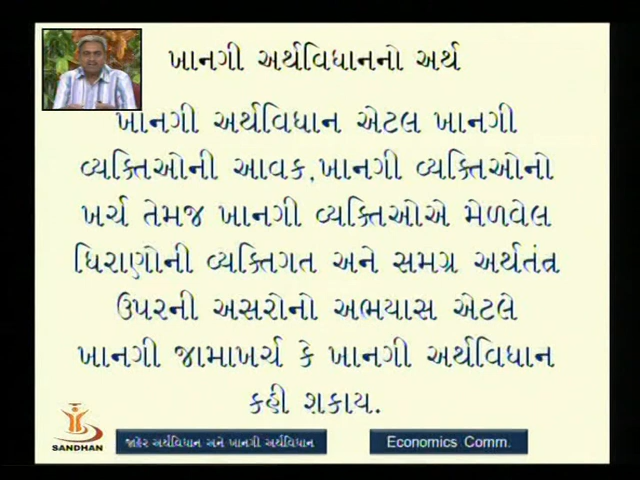 ખાનગી અર્થવિધાનનો અર્થ
ખાનગી અર્થવિધાન એટલ ખાનગી
વ્યક્તિઓની આવક,ખાનગી વ્યક્તિઓનો
ખર્ચ તેમજ ખાનગી વ્યક્તિઓએ મેળવેલ
ધિરાણોની વ્યક્તિગત અને સમગ્ર અર્થતંત્ર
ઉપરની અસરોનો અભયાસ એટલે
ખાનગી જામાખર્ચ કે ખાનગી અર્થવિધાન
કહી શકાય.
SANDHAN
જાહેર અર્થવિધાન અને ખાનગી અર્થવિધાન
Economics Comm.